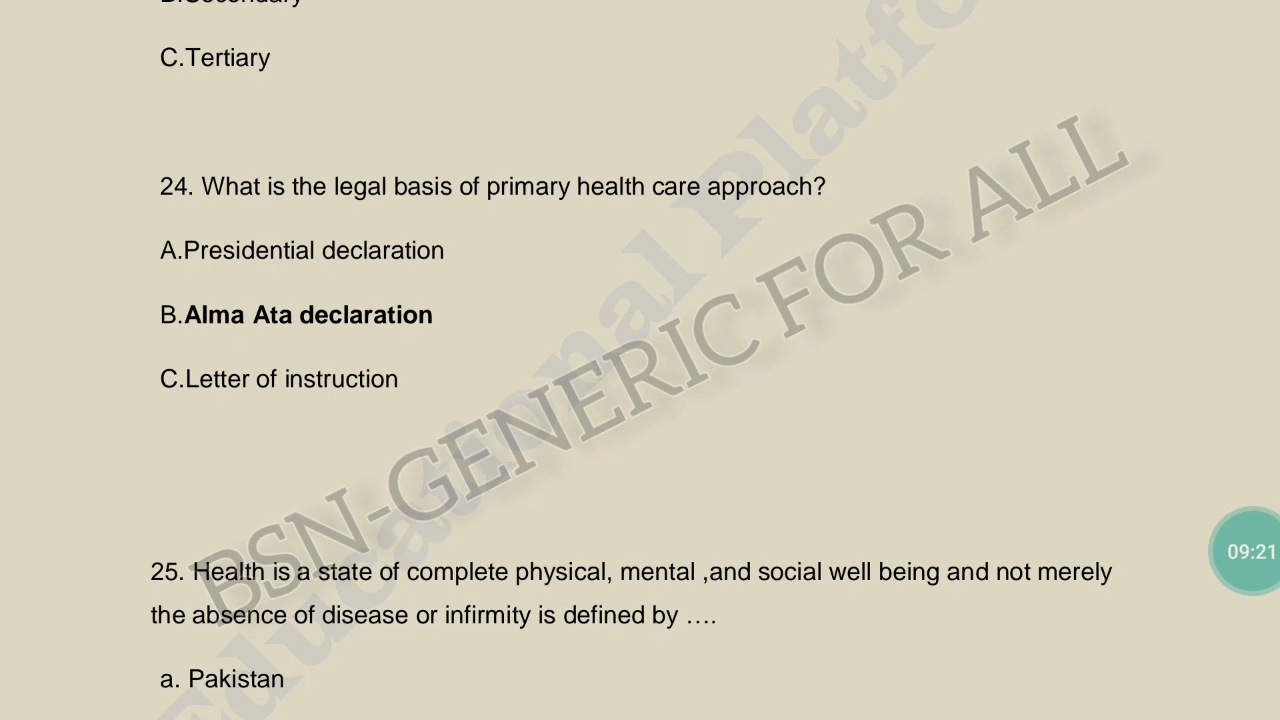 C.Tertiary
24. What is the legal basis of primary health care approach?
A.Presidential declaration
B.Alma Ata declaration
C.Letter of instruction
BSN-GENERIC FOR ALL
Educational Platfo
25. Health is a state of complete physical, mental ,and social well being and not merely
the absence of disease or infirmity is defined by ….
09:21
a. Pakistan